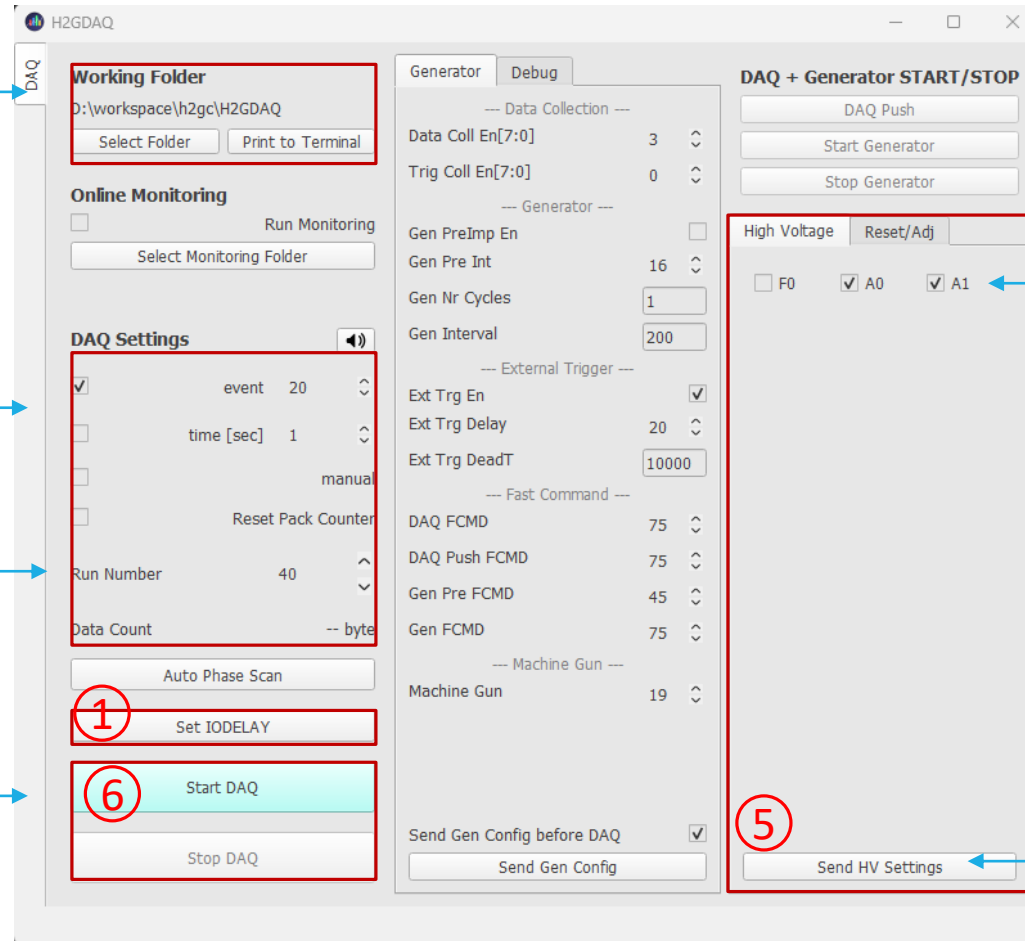 H2GDAQ
DAQ
Working Folder
D:\workspace\h2gc\H2GDAQ
Select Folder
Print to Terminal
Online Monitoring
Run Monitoring
Select Monitoring Folder
DAQ Settings
event 20
time [sec] 1
manual
Reset Pack Counter
Run Number 40
Data Count -- byte
Auto Phase Scan
①
Set IODELAY
⑥
Start DAQ
Stop DAQ
Generator
Debug
--- Data Collection ---
Data Coll En[7:0] 3
Trig Coll En[7:0] 0
--- Generator ---
Gen PreImp En
Gen Pre Int 16
Gen Nr Cycles 1
Gen Interval 200
--- External Trigger ---
Ext Trg En
Ext Trg Delay 20
Ext Trg DeadT 10000
--- Fast Command ---
DAQ FCMD 75
DAQ Push FCMD 75
Gen Pre FCMD 45
Gen FCMD 75
--- Machine Gun ---
Machine Gun 19
Send Gen Config before DAQ
Send Gen Config
DAQ + Generator START/STOP
DAQ Push
Start Generator
Stop Generator
High Voltage
Reset/Adj
F0 A0 A1
⑤
Send HV Settings